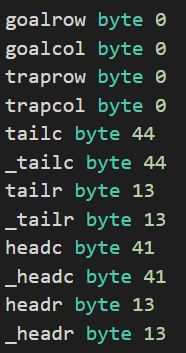 goalrow byte 0
goalcol byte 0
traprow byte 0
trapcol byte 0
tailc byte 44
_tailc byte 44
tailr byte 13
_tailr byte 13
headc byte 41
_headc byte 41
headr byte 13
_headr byte 13